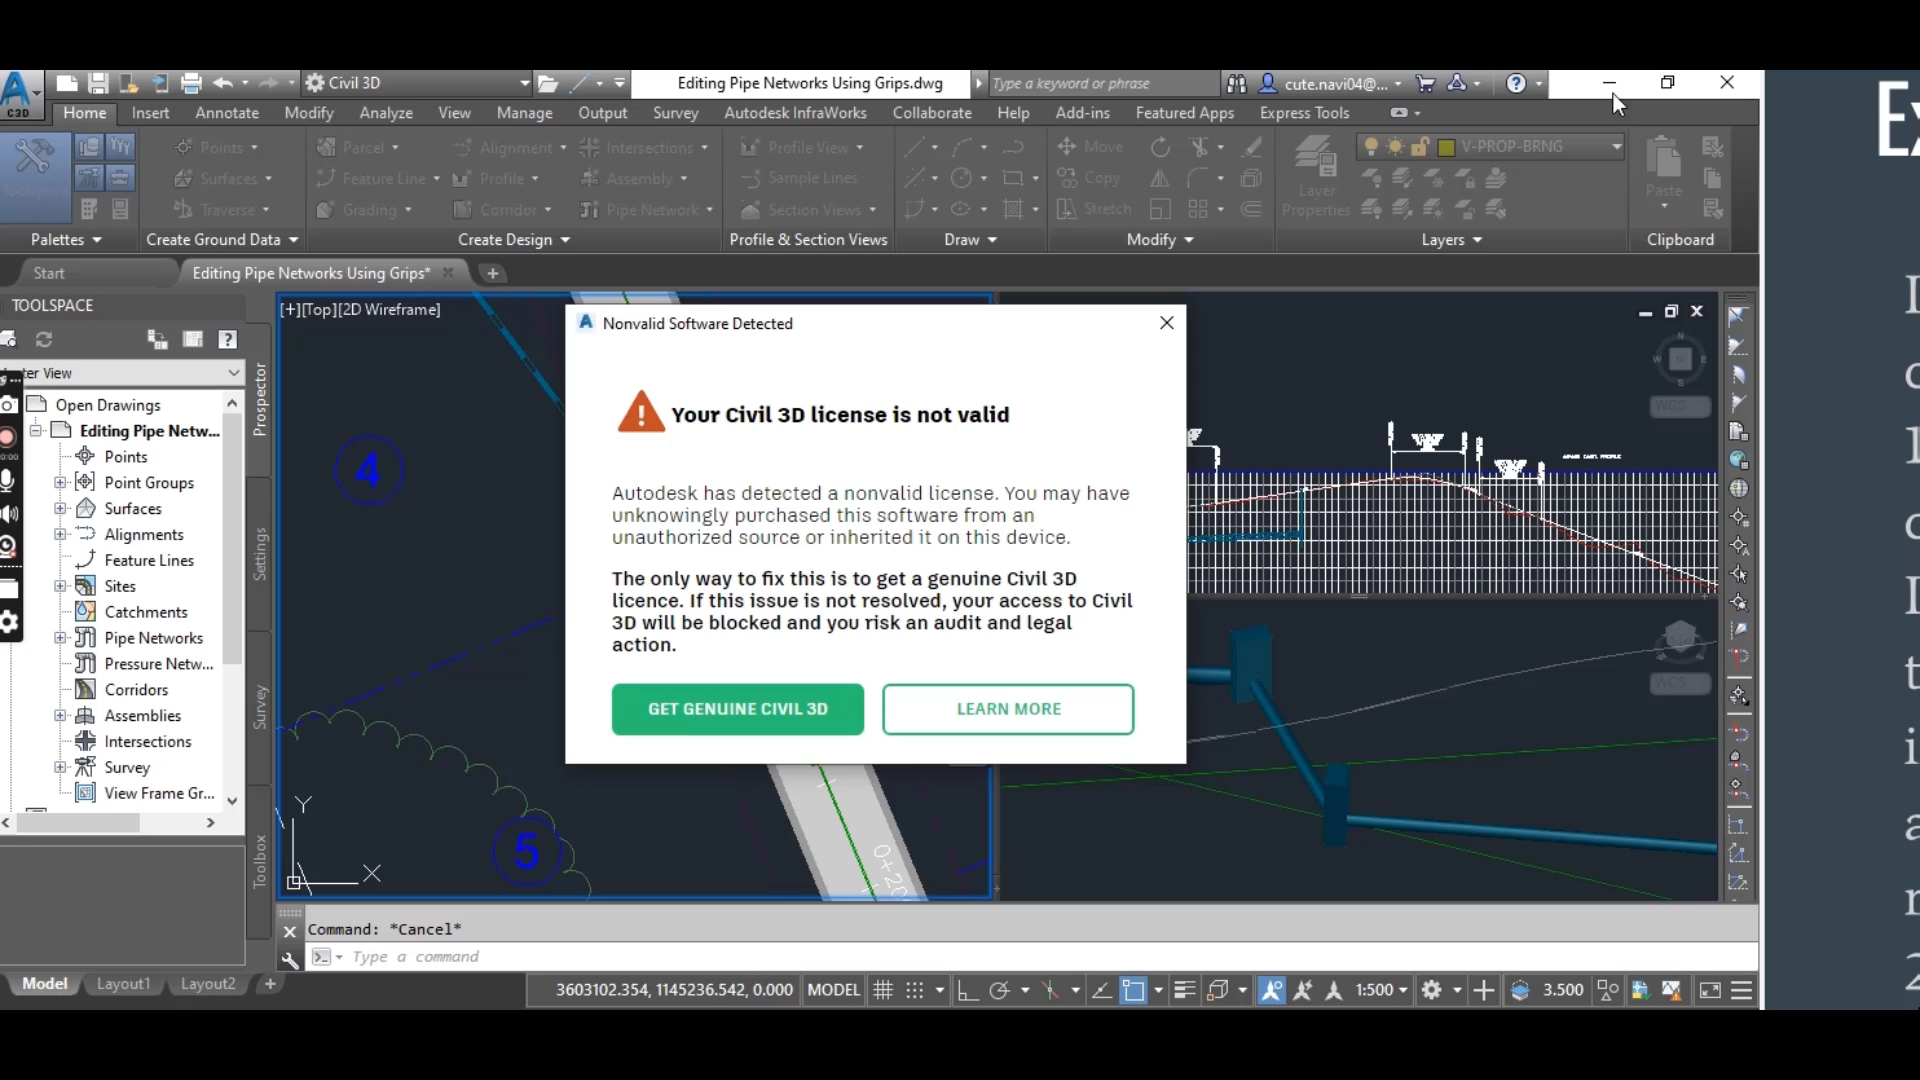 C3D
Civil 3D
Editing Pipe Networks Using Grips.dwg
Type a keyword or phrase
cute.navi04@...
Home Insert Annotate Modify Analyze View Manage Output Survey Autodesk InfraWorks Collaborate Help Add-ins Featured Apps Express Tools
Points Parcel Alignment Intersections Profile View Move V-PROP-BRNG
Surfaces Feature Line Profile Assembly Sample Lines Copy Layer Properties Paste
Traverse Grading Corridor Pipe Network Section Views Stretch
Palettes Create Ground Data Create Design Profile & Section Views Draw Modify Layers Clipboard
Start Editing Pipe Networks Using Grips*
TOOLSPACE
ter View
Open Drawings
Editing Pipe Netw...
Points
Point Groups
Surfaces
Alignments
Feature Lines
Sites
Catchments
Pipe Networks
Pressure Netw...
Corridors
Assemblies
Intersections
Survey
View Frame Gr...
Prospector
Settings
Survey
Toolbox
[+][Top][2D Wireframe]
4
5
Y
X
0+20
Nonvalid Software Detected
Your Civil 3D license is not valid
Autodesk has detected a nonvalid license. You may have
unknowingly purchased this software from an
unauthorized source or inherited it on this device.
The only way to fix this is to get a genuine Civil 3D
licence. If this issue is not resolved, your access to Civil
3D will be blocked and you risk an audit and legal
action.
GET GENUINE CIVIL 3D LEARN MORE
N
W E
S
WCS
WCS
Command: *Cancel*
Type a command
Model Layout1 Layout2 +
3603102.354, 1145236.542, 0.000 MODEL 1:500 3.500